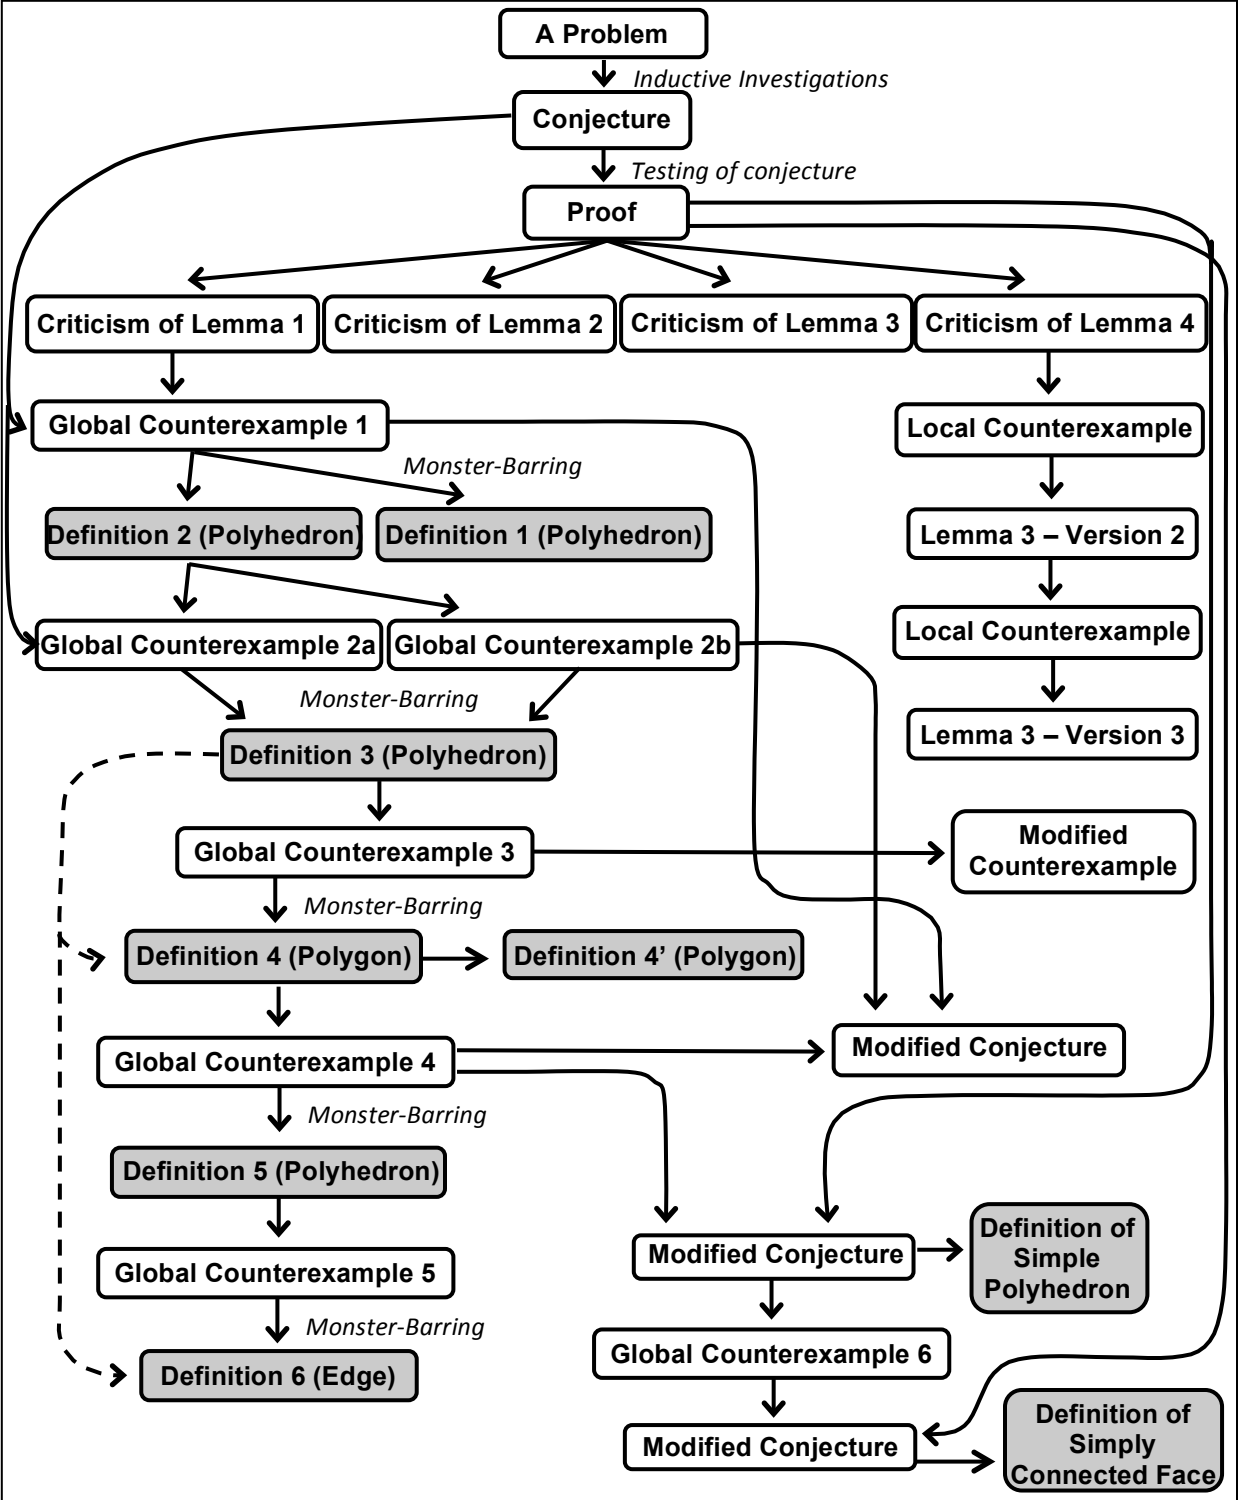 A Problem
Inductive Investigations
Conjecture
Testing of conjecture
Proof
Criticism of Lemma 1
Criticism of Lemma 2
Criticism of Lemma 3
Criticism of Lemma 4
Global Counterexample 1
Local Counterexample
Monster-Barring
Definition 2 (Polyhedron)
Definition 1 (Polyhedron)
Lemma 3 – Version 2
Global Counterexample 2a
Global Counterexample 2b
Local Counterexample
Monster-Barring
Definition 3 (Polyhedron)
Lemma 3 – Version 3
Global Counterexample 3
Modified
Counterexample
Monster-Barring
Definition 4 (Polygon)
Definition 4’ (Polygon)
Global Counterexample 4
Modified Conjecture
Monster-Barring
Definition 5 (Polyhedron)
Global Counterexample 5
Modified Conjecture
Definition of
Simple
Polyhedron
Monster-Barring
Global Counterexample 6
Definition 6 (Edge)
Modified Conjecture
Definition of
Simply
Connected Face